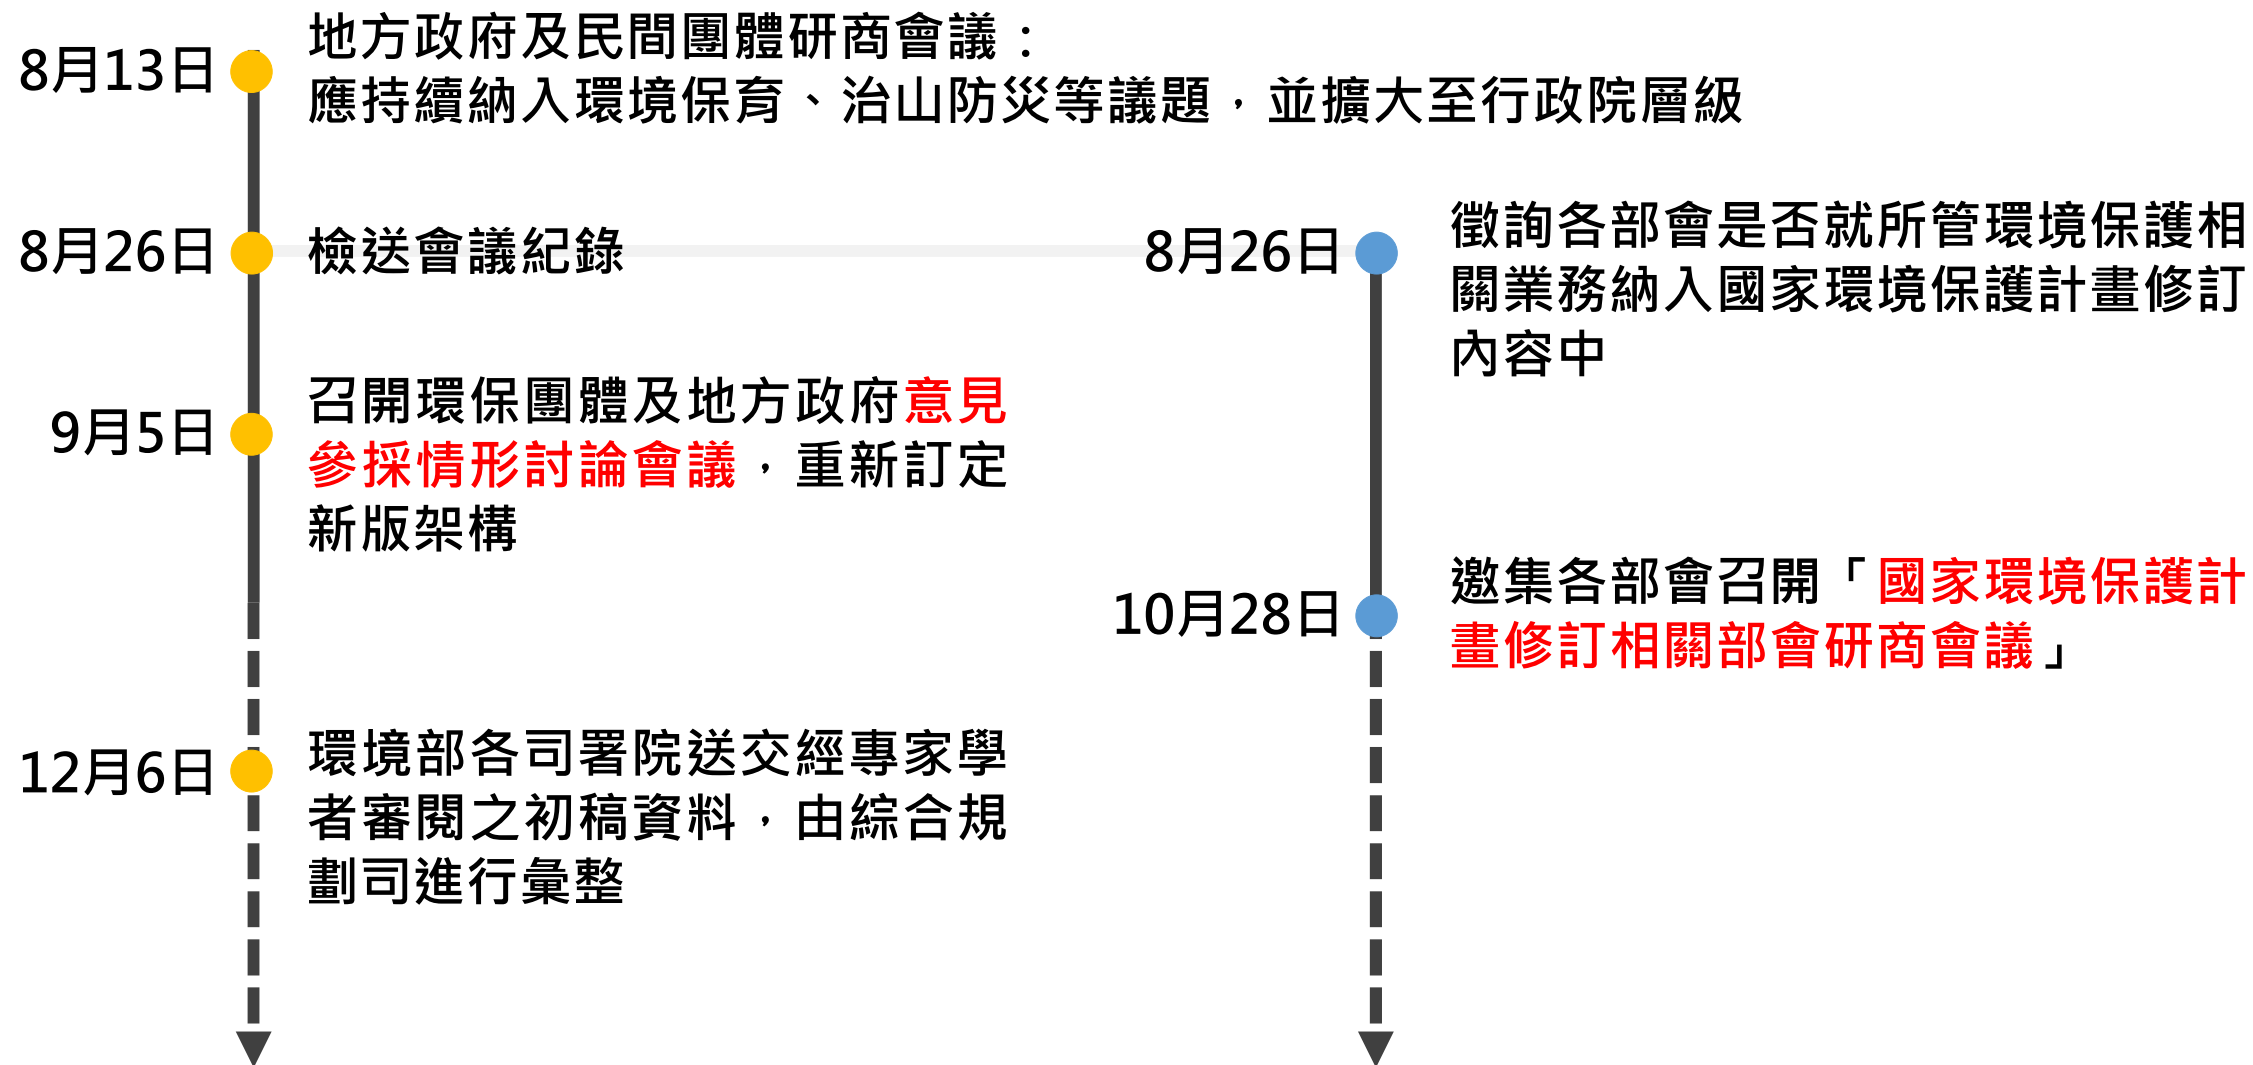 8月13日
地方政府及民間團體研商會議：
應持續納入環境保育、治山防災等議題，並擴大至行政院層級
8月26日
檢送會議紀錄
9月5日
召開環保團體及地方政府意見
參採情形討論會議，重新訂定
新版架構
12月6日
環境部各司署院送交經專家學
者審閱之初稿資料，由綜合規
劃司進行彙整
8月26日
徵詢各部會是否就所管環境保護相
關業務納入國家環境保護計畫修訂
內容中
10月28日
邀集各部會召開「國家環境保護計
畫修訂相關部會研商會議」